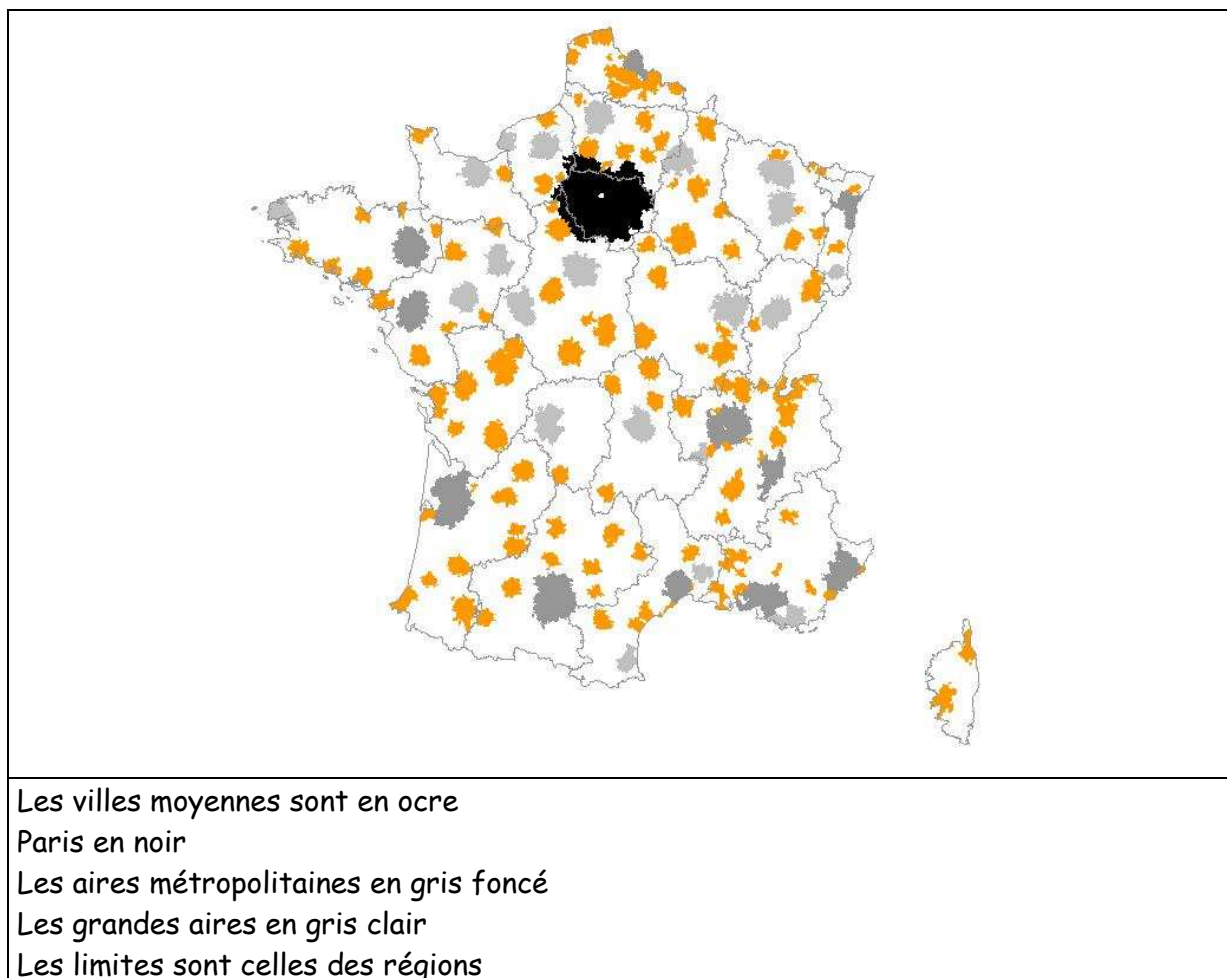 Les villes moyennes sont en ocre
Paris en noir
Les aires métropolitaines en gris foncé
Les grandes aires en gris clair
Les limites sont celles des régions